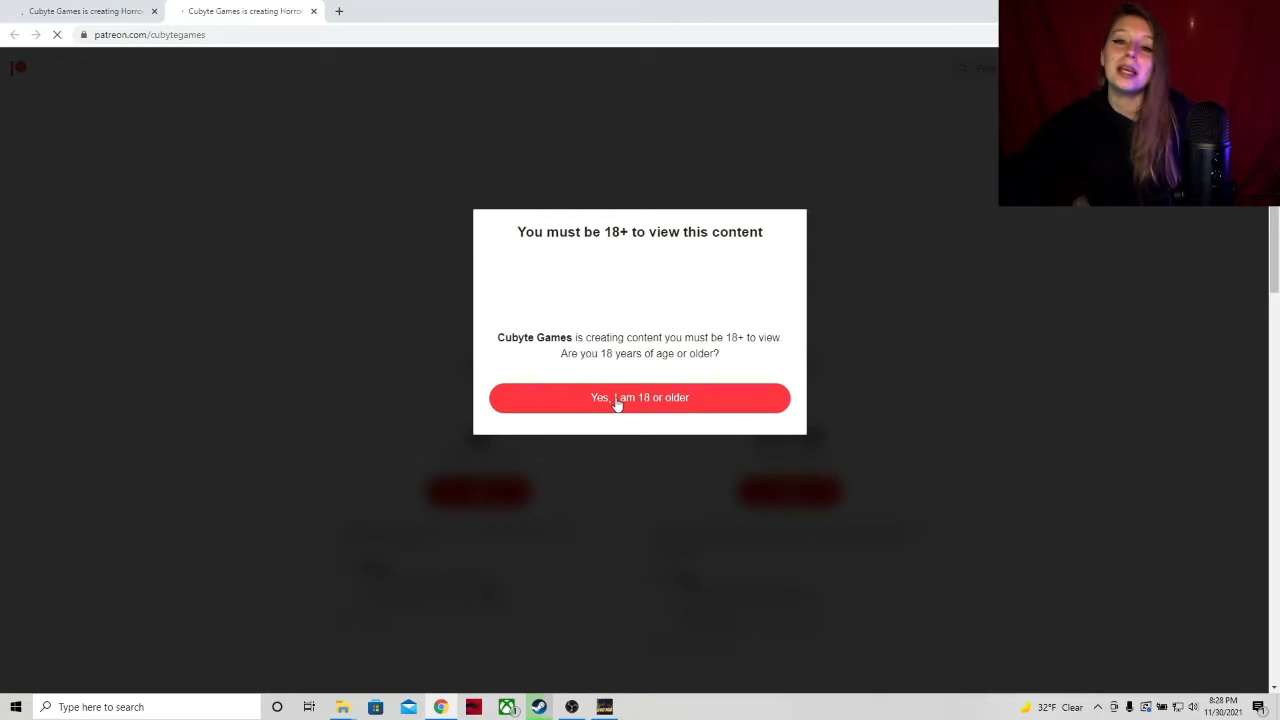 Cubyte Games is creating Horro
Cubyte Games is creating Horro
patreon.com/cubytegames
You must be 18+ to view this content
Cubyte Games is creating content you must be 18+ to view
Are you 18 years of age or older?
Yes, I am 18 or older
Type here to search
32°F Clear
8:28 PM
11/30/2021